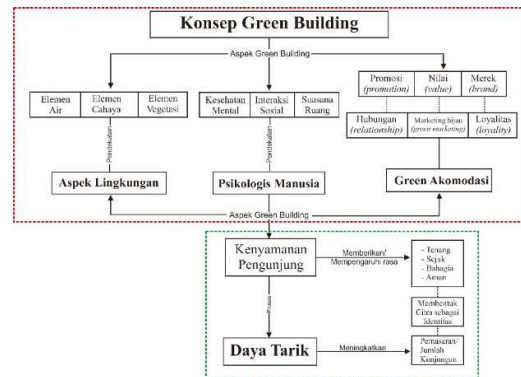 Konsep Green Building
Aspek Green Building
Elemen
Air
Elemen
Cahaya
Elemen
Vegetasi
Kesehatan
Mental
Interaksi
Sosial
Suasana
Ruang
Promosi
(promotion)
Nilai
(value)
Merek
(brand)
Hubungan
(relationship)
Marketing hijau
(green marketing)
Loyalitas
(loyality)
Pendekatan
Pendekatan
Aspek Lingkungan
Psikologis Manusia
Green Akomodasi
Aspek Green Building
Kenyamanan
Pengunjung
Memberikan/
Mempengaruhi rasa
- Tenang
- Sejak
- Bahagia
- Aman
Membentuk
Citra sebagai
Identitas
Daya Tarik
Meningkatkan
Pemasaran/
Jumlah
Kunjungan